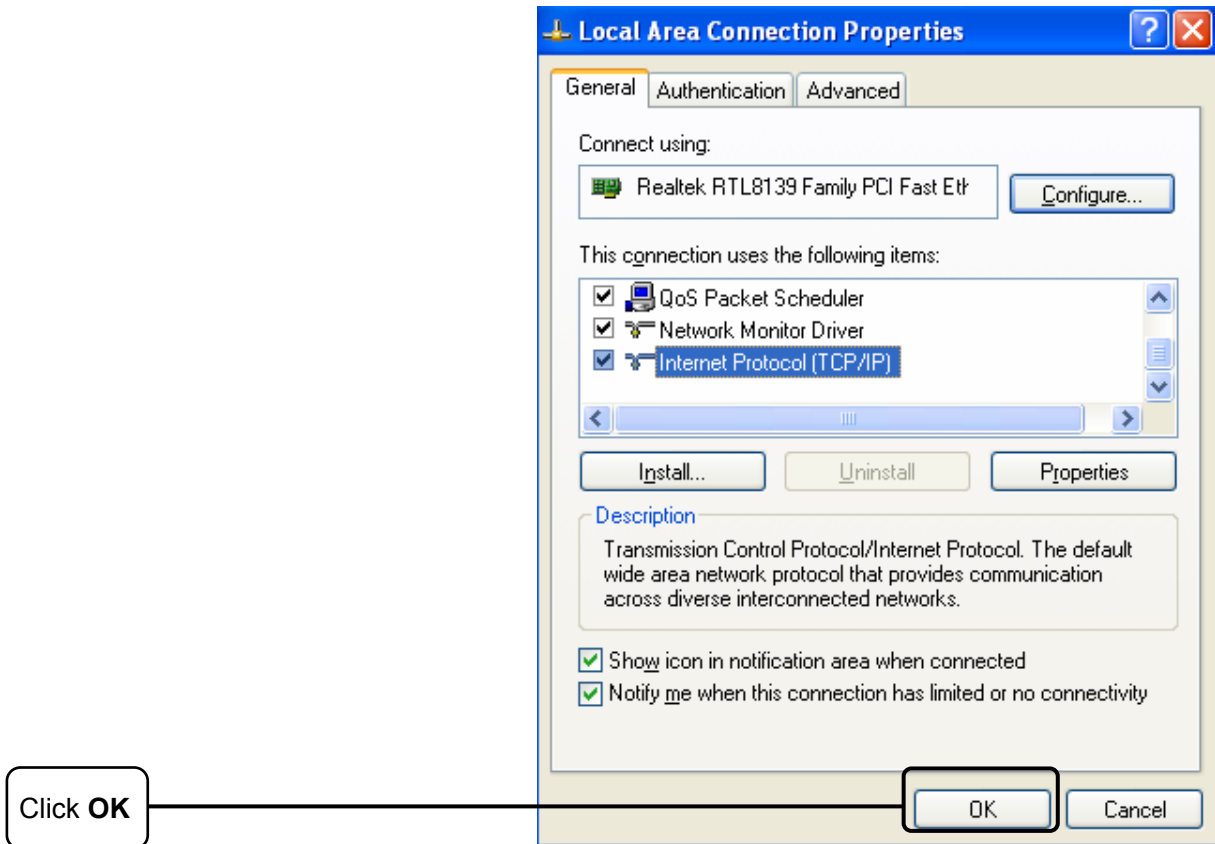 Local Area Connection Properties
General Authentication Advanced
Connect using:
Realtek RTL8139 Family PCI Fast Eth
Configure...
This connection uses the following items:
QoS Packet Scheduler
Network Monitor Driver
Internet Protocol (TCP/IP)
Install... Uninstall Properties
Description
Transmission Control Protocol/Internet Protocol. The default
wide area network protocol that provides communication
across diverse interconnected networks.
Show icon in notification area when connected
Notify me when this connection has limited or no connectivity
Click OK
OK Cancel